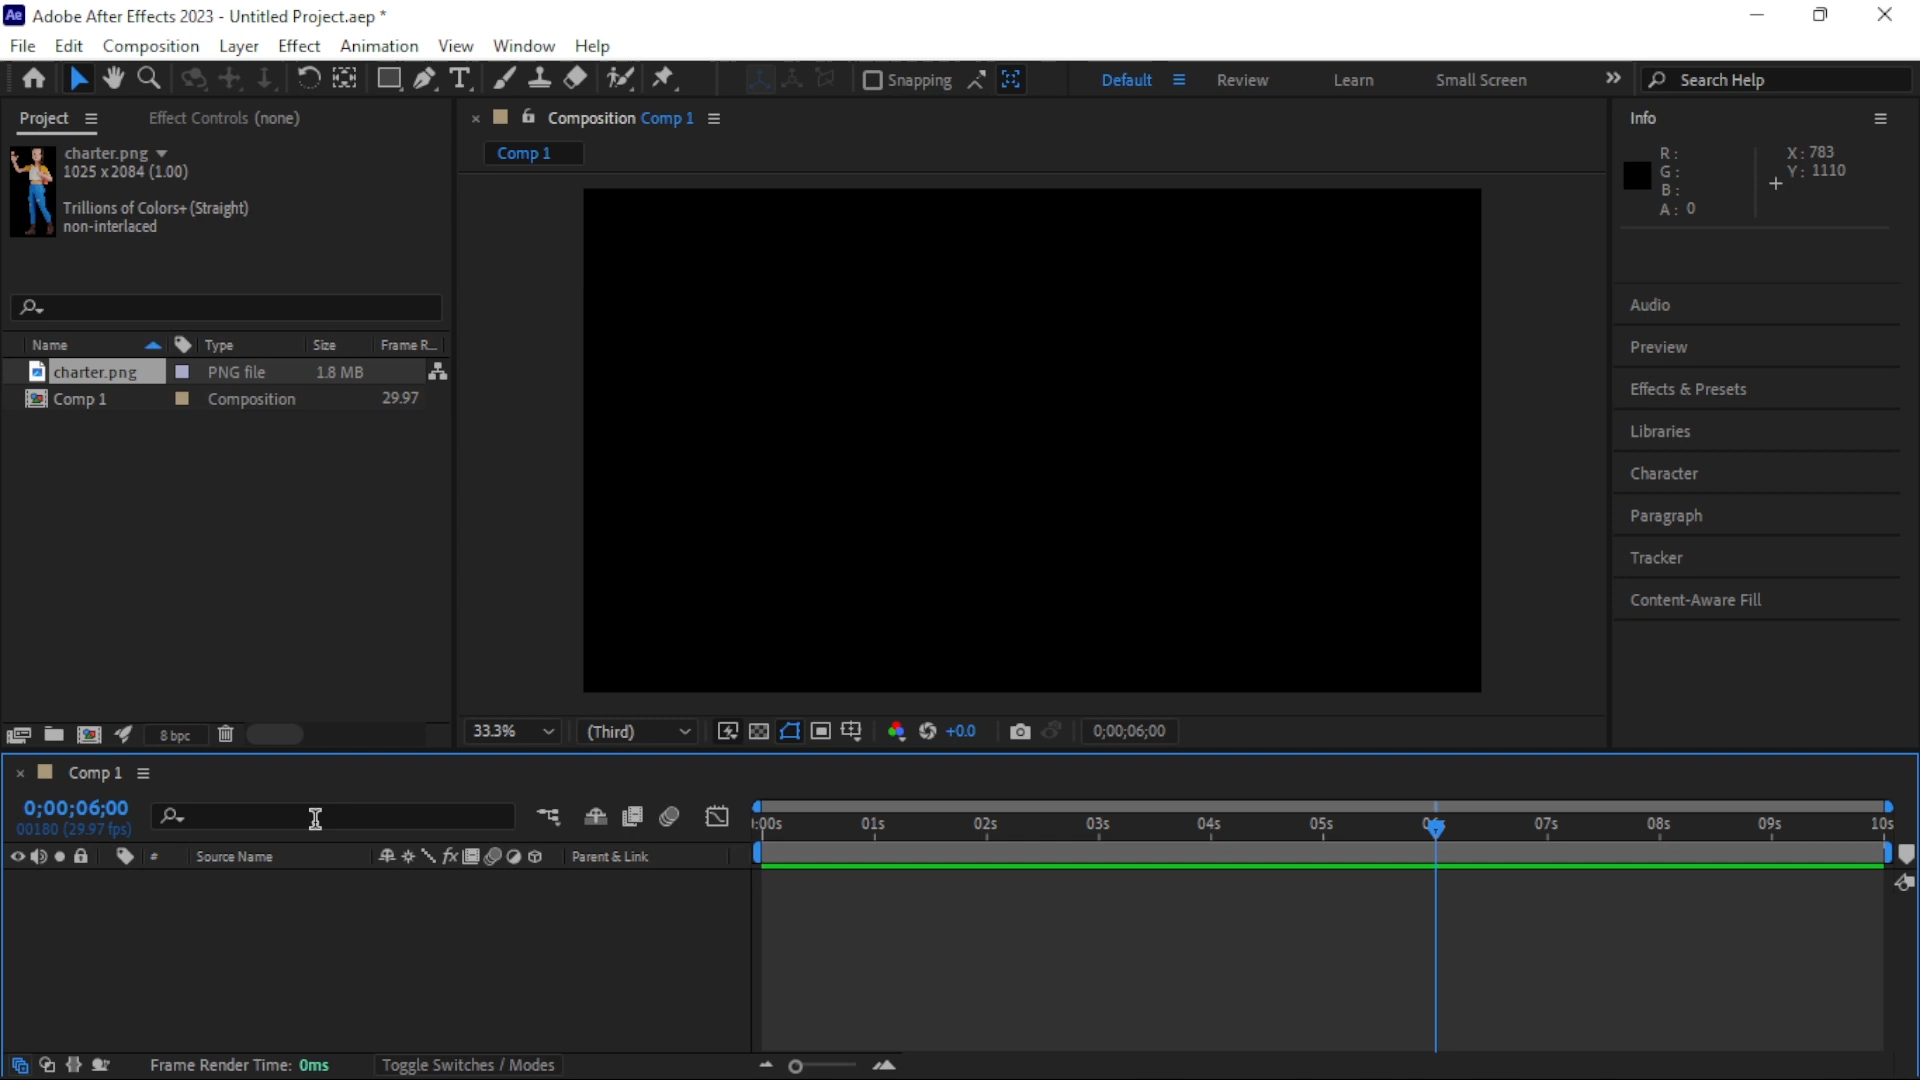 Ae Adobe After Effects 2023 - Untitled Project.aep *
File Edit Composition Layer Effect Animation View Window Help
T Snapping Default Review Learn Small Screen Search Help
Project Effect Controls (none)
Composition Comp 1
Info
charter.png
1025 x 2084 (1.00)
Trillions of Colors+ (Straight)
non-interlaced
Comp 1
R:
G:
B:
A: 0
X: 783
Y: 1110
Name Type Size Frame R...
charter.png PNG file 1.8 MB
Comp 1 Composition 29.97
Audio
Preview
Effects & Presets
Libraries
Character
Paragraph
Tracker
Content-Aware Fill
8 bpc
33.3% (Third) +0.0 0;00;06;00
Comp 1
0;00;06;00
00180 (29.97 fps)
:00s 01s 02s 03s 04s 05s 07s 08s 09s 10s
# Source Name fx Parent & Link
Frame Render Time: 0ms Toggle Switches / Modes